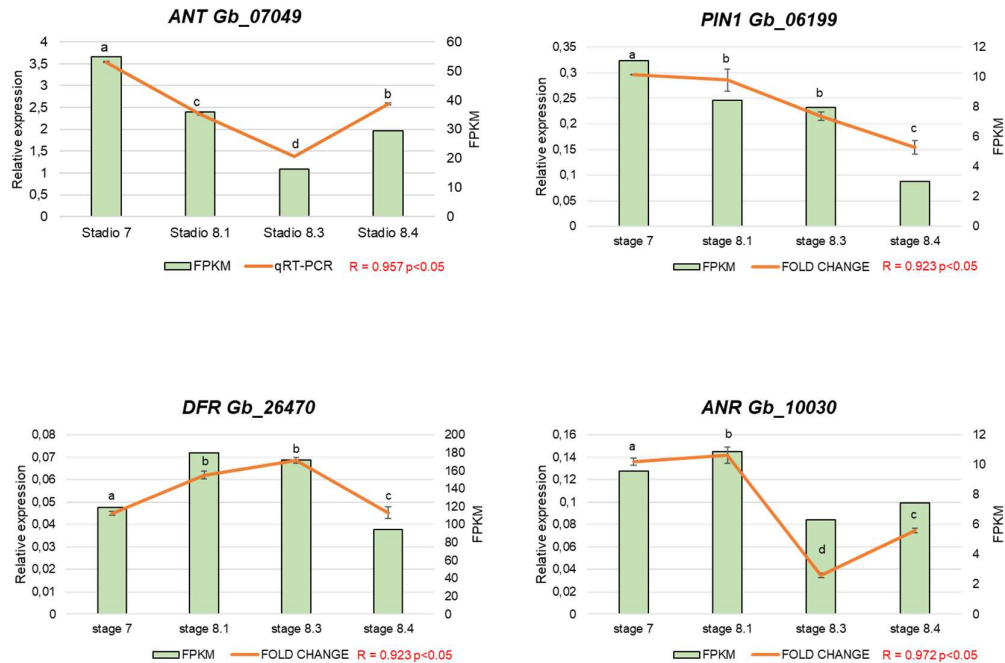 ANT Gb_07049
4
3,5
3
2,5
2
1,5
1
0,5
0
Relative expression
60
50
40
30
20
10
0
FPKM
a
c
d
b
Stadio 7 Stadio 8.1 Stadio 8.3 Stadio 8.4
FPKM qRT-PCR R = 0.957 p<0.05
PIN1 Gb_06199
0,35
0,3
0,25
0,2
0,15
0,1
0,05
0
Relative expression
12
10
8
6
4
2
0
FPKM
a
b
b
c
stage 7 stage 8.1 stage 8.3 stage 8.4
FPKM FOLD CHANGE R = 0.923 p<0.05
DFR Gb_26470
0,08
0,07
0,06
0,05
0,04
0,03
0,02
0,01
0
Relative expression
200
180
160
140
120
100
80
60
40
20
0
FPKM
a
b
b
c
stage 7 stage 8.1 stage 8.3 stage 8.4
FPKM FOLD CHANGE R = 0.923 p<0.05
ANR Gb_10030
0,16
0,14
0,12
0,1
0,08
0,06
0,04
0,02
0
Relative expression
12
10
8
6
4
2
0
FPKM
a
b
d
c
stage 7 stage 8.1 stage 8.3 stage 8.4
FPKM FOLD CHANGE R = 0.972 p<0.05